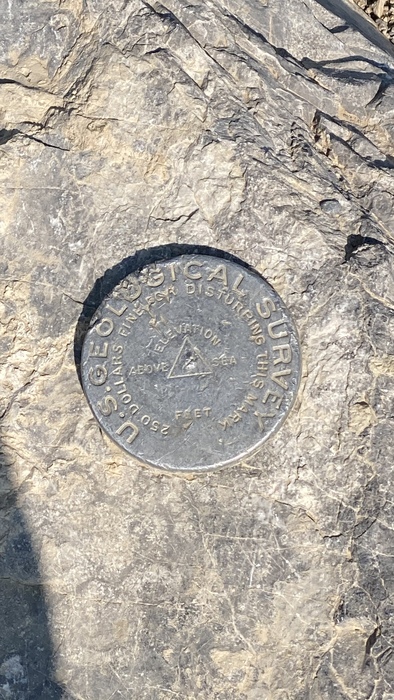 U.S. GEOLOGICAL SURVEY
250 DOLLARS FINE FOR DISTURBING THIS MARK
ELEVATION
ABOVE SEA
FEET